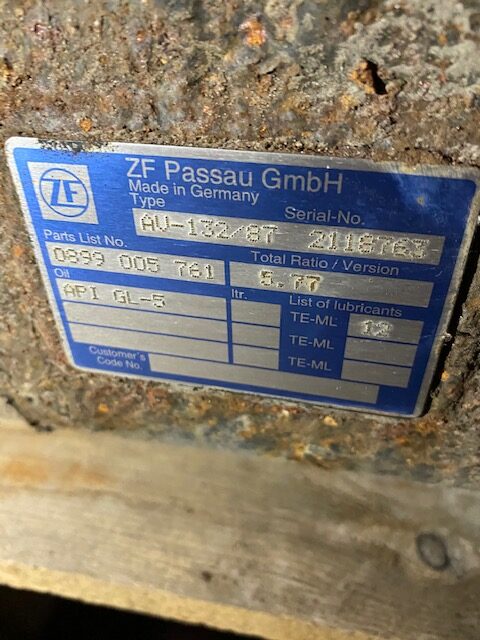 ZF
ZF Passau GmbH
Made in Germany
Type
Serial-No.
AV-132/87 2116763
Parts List No.
Total Ratio / Version
0899 005 761
5.77
Oil
ltr.
List of lubricants
API GL-5
TE-ML 12
TE-ML
TE-ML
Customer's
Code No.